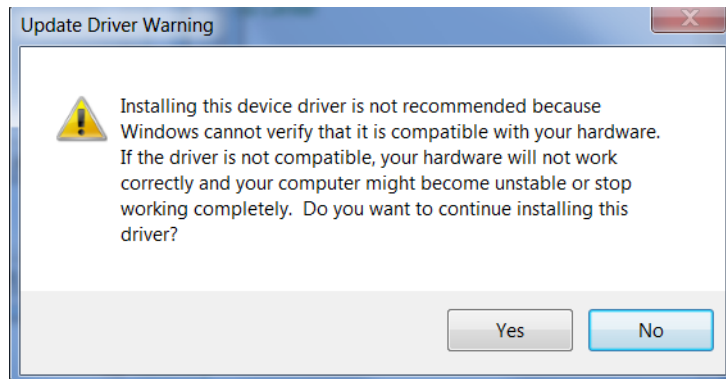 Update Driver Warning
Installing this device driver is not recommended because
Windows cannot verify that it is compatible with your hardware.
If the driver is not compatible, your hardware will not work
correctly and your computer might become unstable or stop
working completely.  Do you want to continue installing this
driver?
Yes
No